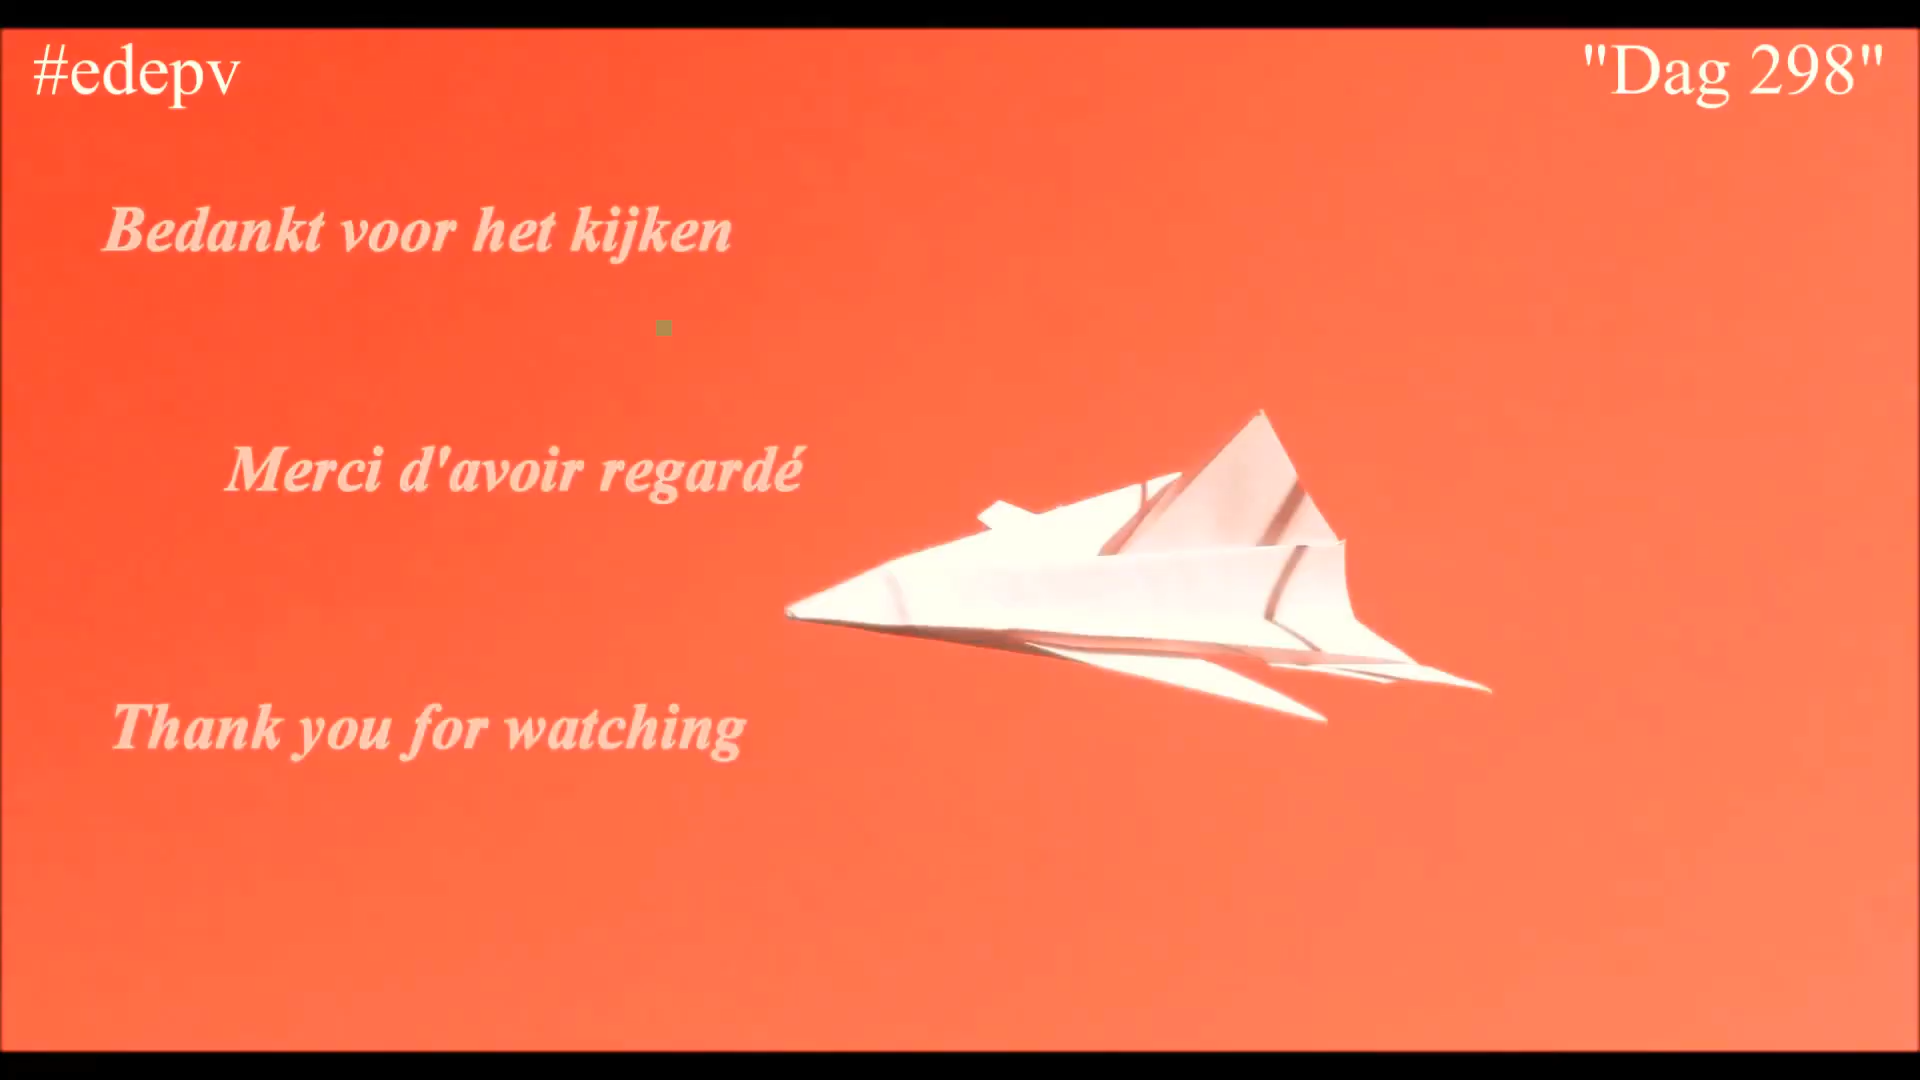 #edepv
"Dag 298"
Bedankt voor het kijken
Merci d'avoir regardé
Thank you for watching